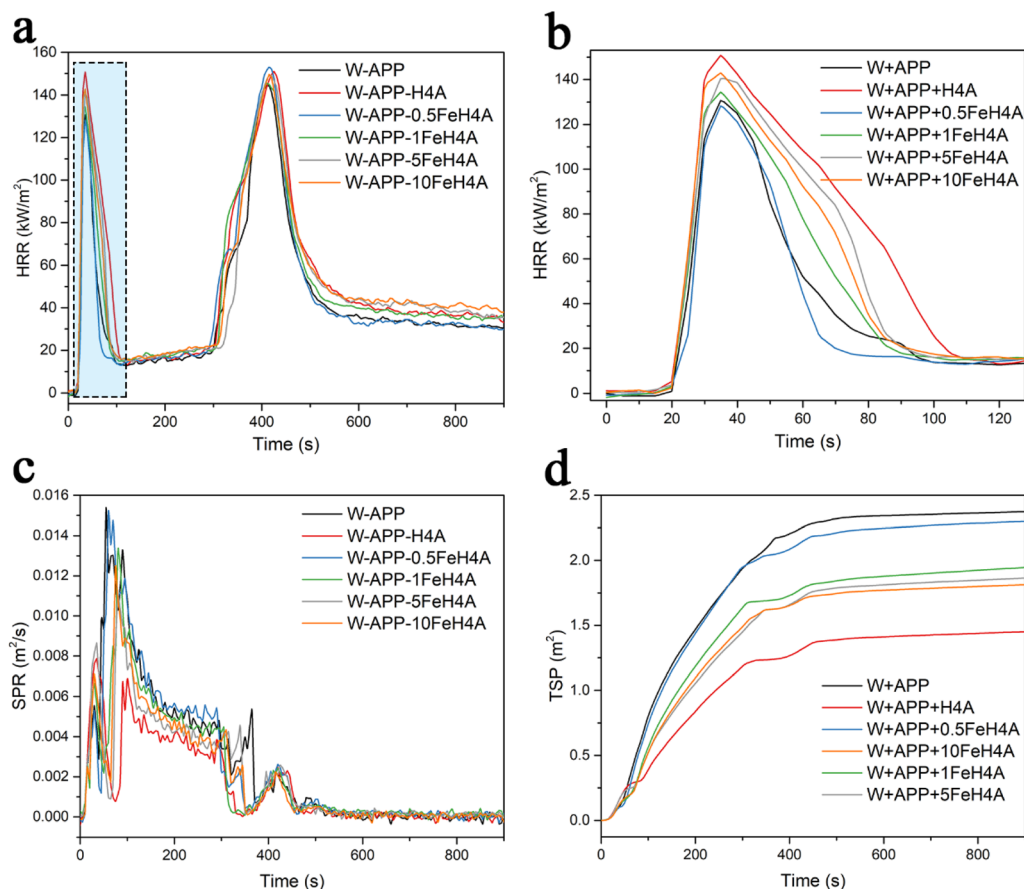 a
160
140
120
100
80
60
40
20
0
HRR (kW/m²)
0 200 400 600 800
Time (s)
W-APP
W-APP-H4A
W-APP-0.5FeH4A
W-APP-1FeH4A
W-APP-5FeH4A
W-APP-10FeH4A
b
140
120
100
80
60
40
20
0
HRR (kW/m²)
0 20 40 60 80 100 120
Time (s)
W+APP
W+APP+H4A
W+APP+0.5FeH4A
W+APP+1FeH4A
W+APP+5FeH4A
W+APP+10FeH4A
c
0.016
0.014
0.012
0.010
0.008
0.006
0.004
0.002
0.000
SPR (m²/s)
0 200 400 600 800
Time (s)
W-APP
W-APP-H4A
W-APP-0.5FeH4A
W-APP-1FeH4A
W-APP-5FeH4A
W-APP-10FeH4A
d
2.5
2.0
1.5
1.0
0.5
0.0
TSP (m²)
0 200 400 600 800
Time (s)
W+APP
W+APP+H4A
W+APP+0.5FeH4A
W+APP+10FeH4A
W+APP+1FeH4A
W+APP+5FeH4A